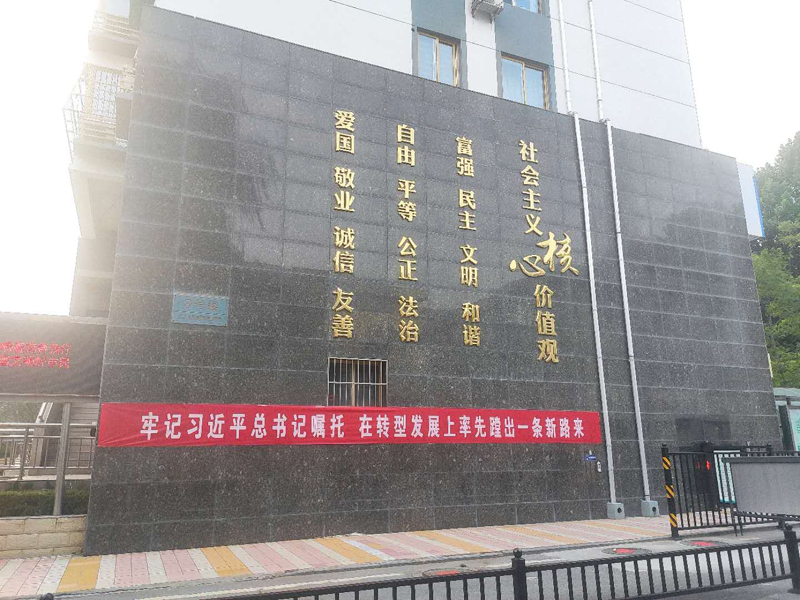 社会主义核心价值观
富强 民主 文明 和谐
自由 平等 公正 法治
爱国 敬业 诚信 友善
牢记习近平总书记嘱托 在转型发展上率先蹚出一条新路来